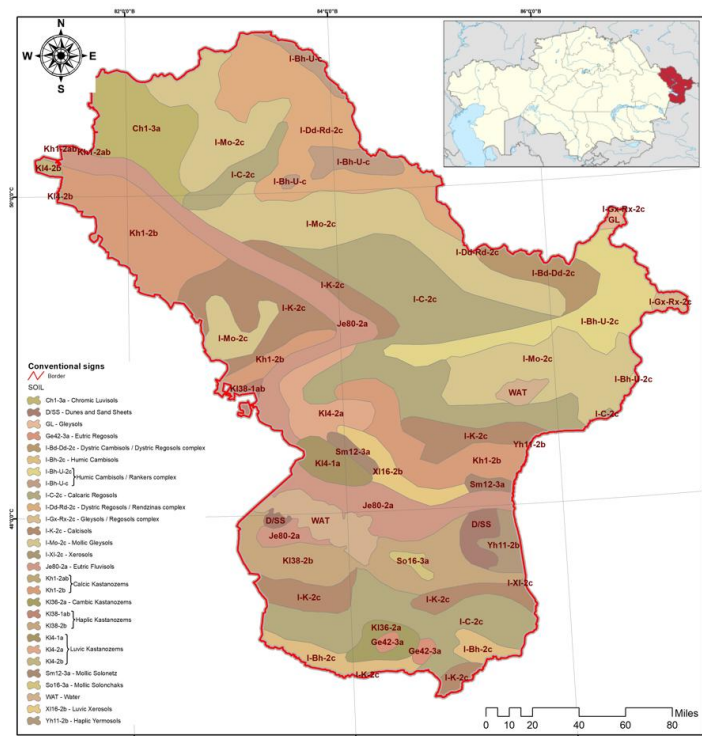 82°0'0"C
84°0'0"C
86°0'0"C
N
W
E
S
I-Bh-U-c
Ch1-3a
I-Mo-2c
I-Dd-Rd-2c
Kh1-2ab
Kh1-2ab
I-Bh-U-c
Kl4-2b
I-C-2c
I-Bh-U-c
Kl4-2b
50°0'0"C
I-Gx-Rx-2c
GL
Kh1-2b
I-Mo-2c
I-Dd-Rd-2c
I-Bd-Dd-2c
I-K-2c
I-C-2c
I-Gx-Rx-2c
I-K-2c
Je80-2a
I-Bh-U-2c
I-Mo-2c
Kh1-2b
I-Mo-2c
I-Bh-U-2c
Kl38-1ab
WAT
Kl4-2a
I-C-2c
I-K-2c
Yh11-2b
Sm12-3a
Kh1-2b
Kl4-1a
Xl16-2b
Sm12-3a
Je80-2a
48°0'0"C
D/SS
WAT
D/SS
Je80-2a
Yh11-2b
Kl38-2b
So16-3a
I-Xl-2c
I-K-2c
I-K-2c
Kl36-2a
I-C-2c
Ge42-3a
Ge42-3a
I-Bh-2c
I-Bh-2c
I-K-2c
I-K-2c
Conventional signs
Border
SOIL
Ch1-3a - Chromic Luvisols
D/SS - Dunes and Sand Sheets
GL - Gleysols
Ge42-3a - Eutric Regosols
I-Bd-Dd-2c - Dystric Cambisols / Dystric Regosols complex
I-Bh-2c - Humic Cambisols
I-Bh-U-2c
I-Bh-U-c
Humic Cambisols / Rankers complex
I-C-2c - Calcaric Regosols
I-Dd-Rd-2c - Dystric Regosols / Rendzinas complex
I-Gx-Rx-2c - Gleysols / Regosols complex
I-K-2c - Calcisols
I-Mo-2c - Mollic Gleysols
I-Xl-2c - Xerosols
Je80-2a - Eutric Fluvisols
Kh1-2ab
Kh1-2b
Calcic Kastanozems
Kl36-2a - Cambic Kastanozems
Kl38-1ab
Kl38-2b
Haplic Kastanozems
Kl4-1a
Kl4-2a
Kl4-2b
Luvic Kastanozems
Sm12-3a - Mollic Solonetz
So16-3a - Mollic Solonchaks
WAT - Water
Xl16-2b - Luvic Xerosols
Yh11-2b - Haplic Yermosols
Miles
0 5 10 20 40 60 80